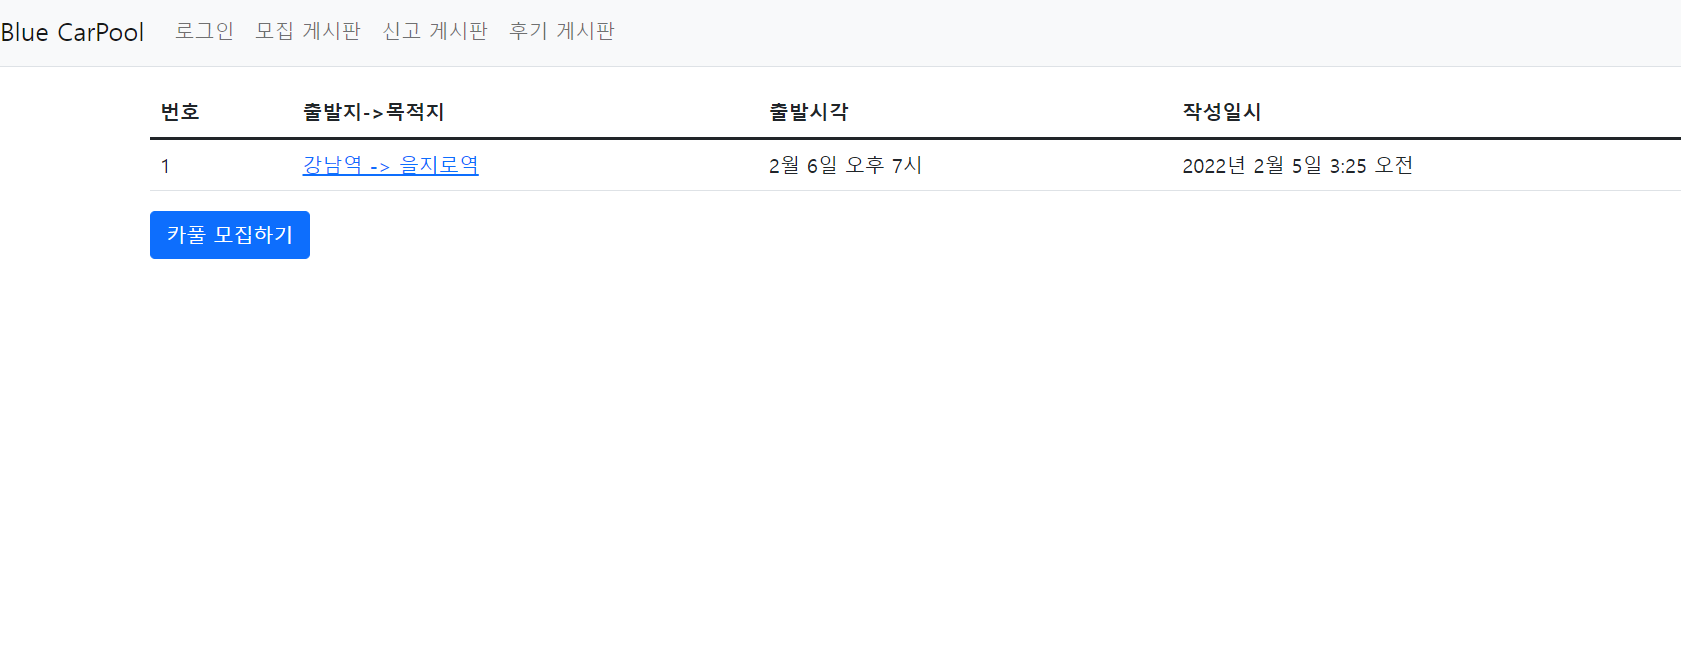 Blue CarPool 로그인 모집 게시판 신고 게시판 후기 게시판
번호 출발지->목적지 출발시각 작성일시
1 강남역 -> 을지로역 2월 6일 오후 7시 2022년 2월 5일 3:25 오전
카풀 모집하기